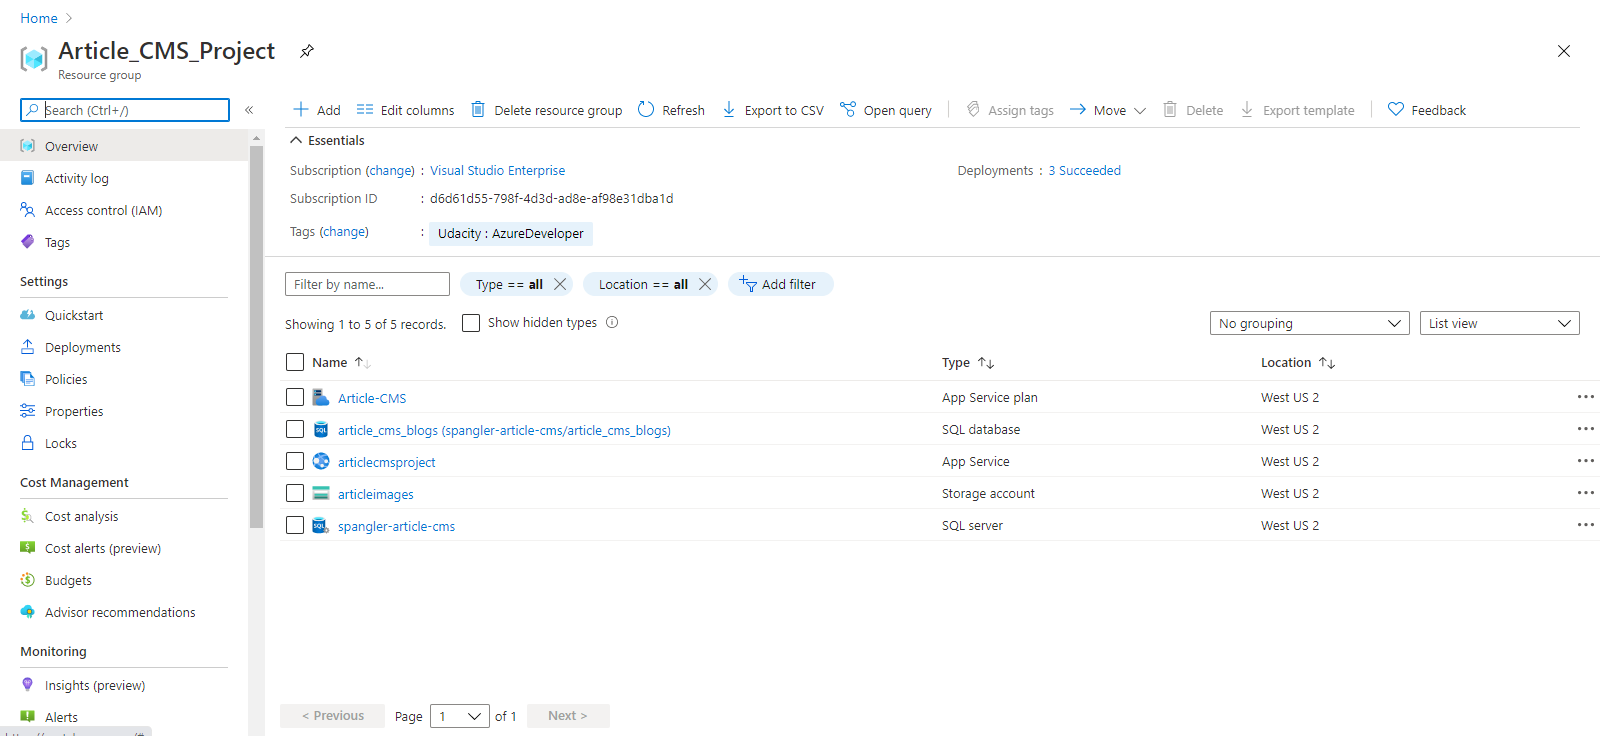 Home
Article_CMS_Project
Resource group
Search (Ctrl+/)
Overview
Activity log
Access control (IAM)
Tags
Settings
Quickstart
Deployments
Policies
Properties
Locks
Cost Management
Cost analysis
Cost alerts (preview)
Budgets
Advisor recommendations
Monitoring
Insights (preview)
Alerts
Add Edit columns Delete resource group Refresh Export to CSV Open query Assign tags Move Delete Export template Feedback
Essentials
Subscription (change) : Visual Studio Enterprise Deployments : 3 Succeeded
Subscription ID : d6d61d55-798f-4d3d-ad8e-af98e31dba1d
Tags (change) : Udacity : AzureDeveloper
Filter by name... Type == all Location == all Add filter
Showing 1 to 5 of 5 records. Show hidden types No grouping List view
Name Type Location
Article-CMS App Service plan West US 2
article_cms_blogs (spangler-article-cms/article_cms_blogs) SQL database West US 2
articlecmsproject App Service West US 2
articleimages Storage account West US 2
spangler-article-cms SQL server West US 2
< Previous Page 1 of 1 Next >